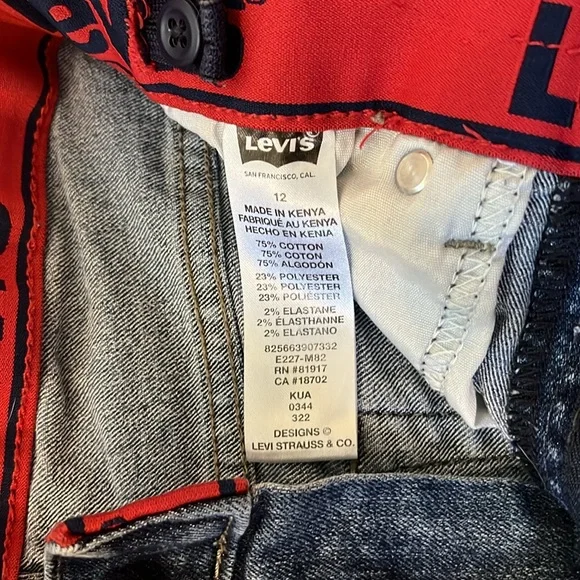 Levi's
SAN FRANCISCO, CAL.
12
MADE IN KENYA
FABRIQUÉ AU KENYA
HECHO EN KENIA
75% COTTON
75% COTON
75% ALGODÓN
23% POLYESTER
23% POLYESTER
23% POLIÉSTER
2% ELASTANE
2% ÉLASTHANNE
2% ELASTANO
825663907332
E227-M82
RN #81917
CA #18702
KUA
0344
322
DESIGNS ©
LEVI STRAUSS & CO.